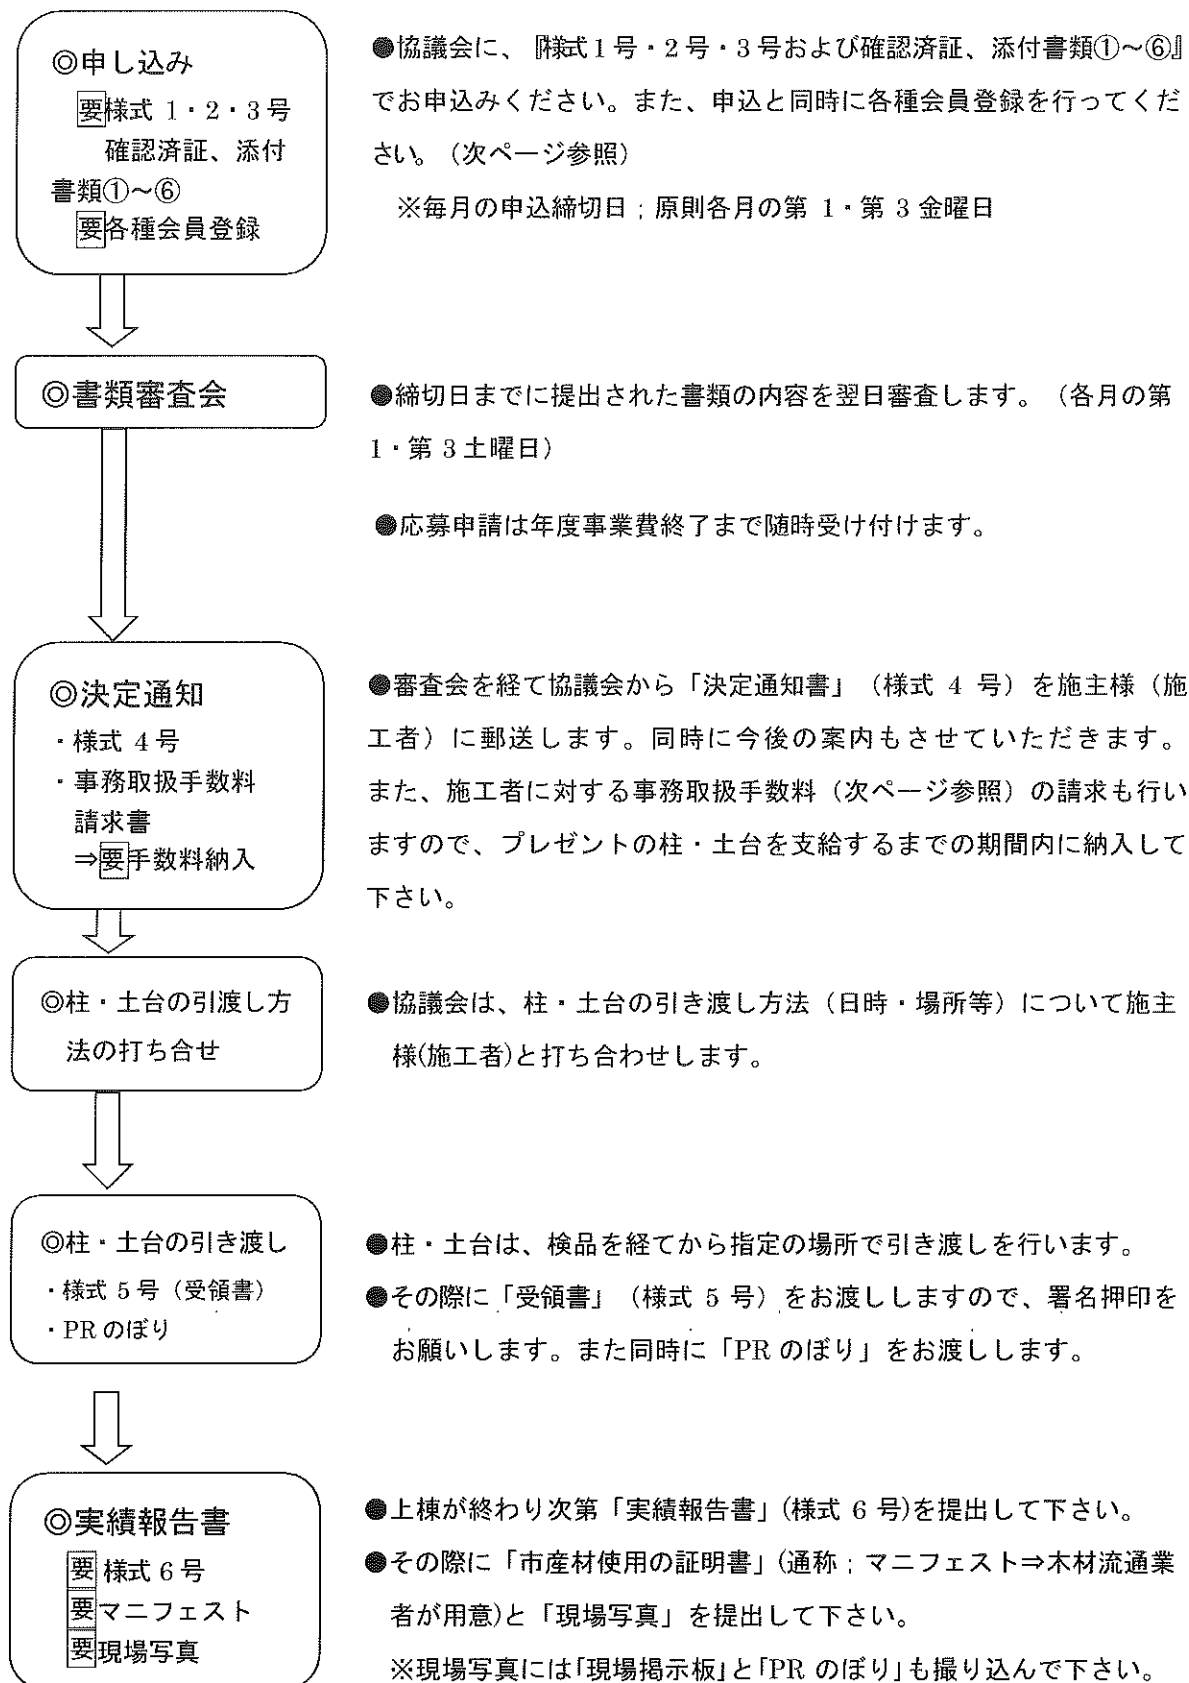 ◎申し込み
要様式 1・2・3号
確認済証、添付
書類①～⑥
要各種会員登録
●協議会に、『様式1号・2号・3号および確認済証、添付書類①～⑥』
でお申込みください。また、申込と同時に各種会員登録を行ってくだ
さい。（次ページ参照）
※毎月の申込締切日；原則各月の第 1・第 3 金曜日
◎書類審査会
●締切日までに提出された書類の内容を翌日審査します。（各月の第
1・第 3 土曜日）
●応募申請は年度事業費終了まで随時受け付けます。
◎決定通知
・様式 4号
・事務取扱手数料
請求書
⇒要手数料納入
●審査会を経て協議会から「決定通知書」（様式 4 号）を施主様（施
工者）に郵送します。同時に今後の案内もさせていただきます。
また、施工者に対する事務取扱手数料（次ページ参照）の請求も行い
ますので、プレゼントの柱・土台を支給するまでの期間内に納入して
下さい。
◎柱・土台の引渡し方
法の打ち合せ
●協議会は、柱・土台の引き渡し方法（日時・場所等）について施主
様(施工者)と打ち合わせします。
◎柱・土台の引き渡し
・様式 5号（受領書）
・PRのぼり
●柱・土台は、検品を経てから指定の場所で引き渡しを行います。
●その際に「受領書」（様式 5 号）をお渡ししますので、署名押印を
お願いします。また同時に「PR のぼり」をお渡しします。
◎実績報告書
要 様式 6号
要マニフェスト
要現場写真
●上棟が終わり次第「実績報告書」(様式 6 号)を提出して下さい。
●その際に「市産材使用の証明書」(通称；マニフェスト⇒木材流通業
者が用意)と「現場写真」を提出して下さい。
※現場写真には「現場掲示板」と「PR のぼり」も撮り込んで下さい。